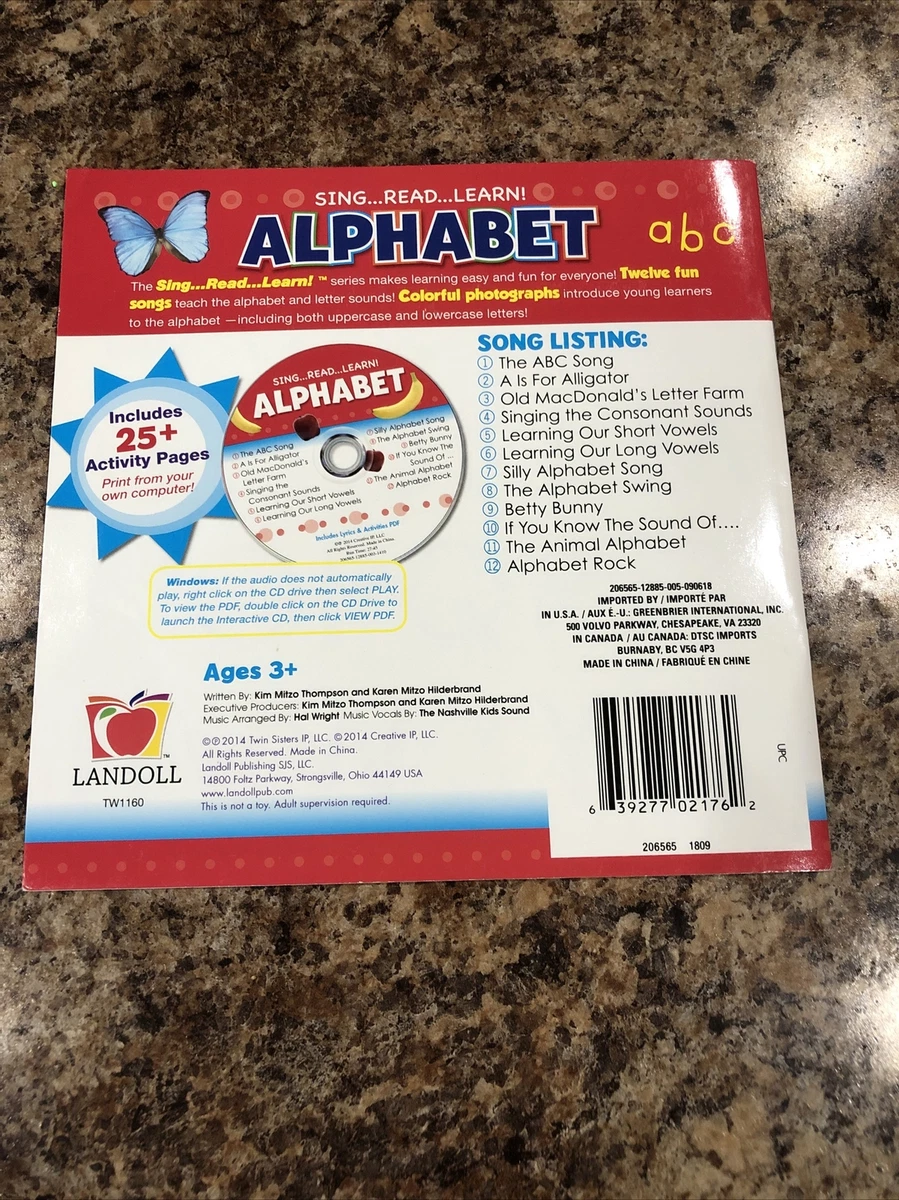 SING...READ...LEARN!
ALPHABET
abc
The Sing...Read...Learn! ™ series makes learning easy and fun for everyone! Twelve fun
songs teach the alphabet and letter sounds! Colorful photographs introduce young learners
to the alphabet —including both uppercase and lowercase letters!
Includes
25+
Activity Pages
Print from your
own computer!
SING...READ...LEARN!
ALPHABET
① The ABC Song
② A Is For Alligator
③ Old MacDonald's
Letter Farm
④ Singing the
Consonant Sounds
⑤ Learning Our Short Vowels
⑥ Learning Our Long Vowels
⑦ Silly Alphabet Song
⑧ The Alphabet Swing
⑨ Betty Bunny
⑩ If You Know The
Sound Of ...
⑪ The Animal Alphabet
⑫ Alphabet Rock
Includes Lyrics & Activities PDF
©℗ 2014 Creative IP, LLC
All Rights Reserved. Made in China.
Run Time: 27:45
SONG LISTING:
① The ABC Song
② A Is For Alligator
③ Old MacDonald's Letter Farm
④ Singing the Consonant Sounds
⑤ Learning Our Short Vowels
⑥ Learning Our Long Vowels
⑦ Silly Alphabet Song
⑧ The Alphabet Swing
⑨ Betty Bunny
⑩ If You Know The Sound Of....
⑪ The Animal Alphabet
⑫ Alphabet Rock
Windows: If the audio does not automatically
play, right click on the CD drive then select PLAY.
To view the PDF, double click on the CD Drive to
launch the Interactive CD, then click VIEW PDF.
206565-12885-005-090618
IMPORTED BY / IMPORTÉ PAR
IN U.S.A. / AUX É.-U.: GREENBRIER INTERNATIONAL, INC.
500 VOLVO PARKWAY, CHESAPEAKE, VA 23320
IN CANADA / AU CANADA: DTSC IMPORTS
BURNABY, BC V5G 4P3
MADE IN CHINA / FABRIQUÉ EN CHINE
Ages 3+
Written By: Kim Mitzo Thompson and Karen Mitzo Hilderbrand
Executive Producers: Kim Mitzo Thompson and Karen Mitzo Hilderbrand
Music Arranged By: Hal Wright Music Vocals By: The Nashville Kids Sound
©℗ 2014 Twin Sisters IP, LLC. © 2014 Creative IP, LLC.
All Rights Reserved. Made in China.
Landoll Publishing SJS, LLC.
14800 Foltz Parkway, Strongsville, Ohio 44149 USA
www.landollpub.com
This is not a toy. Adult supervision required.
™
LANDOLL
TW1160
UPC
6 39277 02176 2
206565 1809